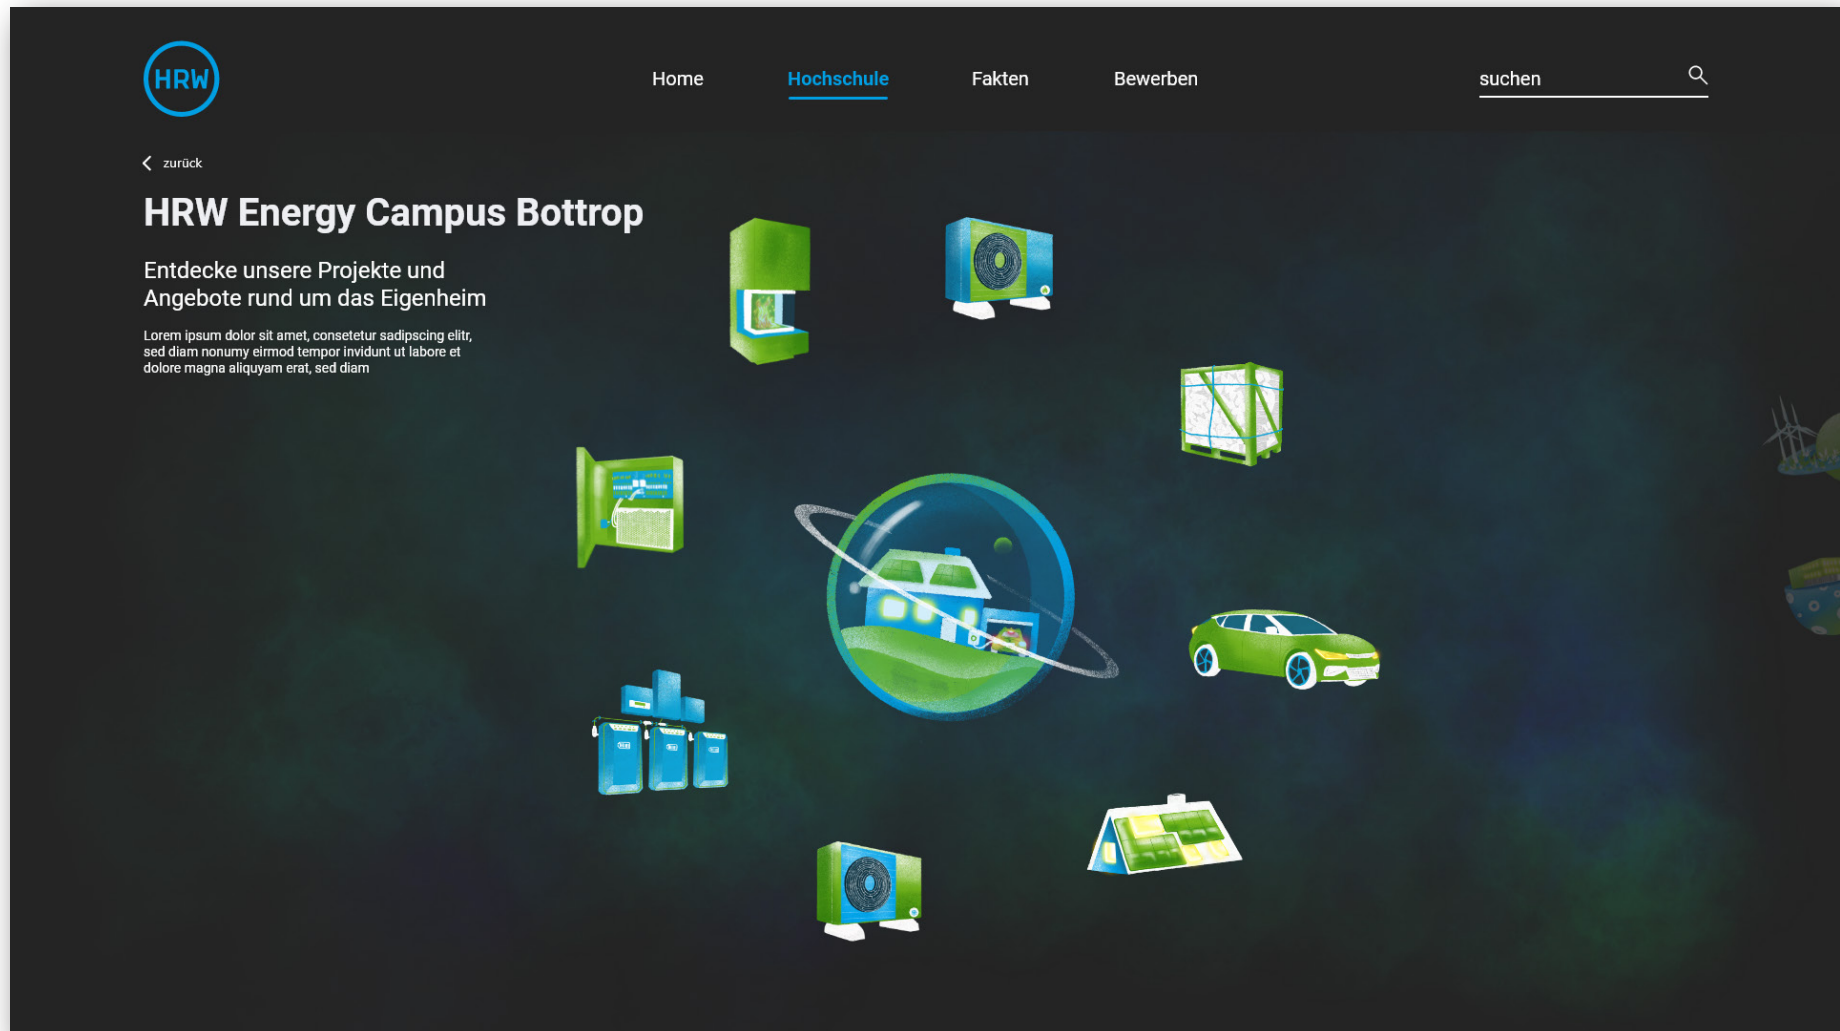 HRW
Home
Hochschule
Fakten
Bewerben
suchen
zurück
HRW Energy Campus Bottrop
Entdecke unsere Projekte und
Angebote rund um das Eigenheim
Lorem ipsum dolor sit amet, consetetur sadipscing elitr,
sed diam nonumy eirmod tempor invidunt ut labore et
dolore magna aliquyam erat, sed diam